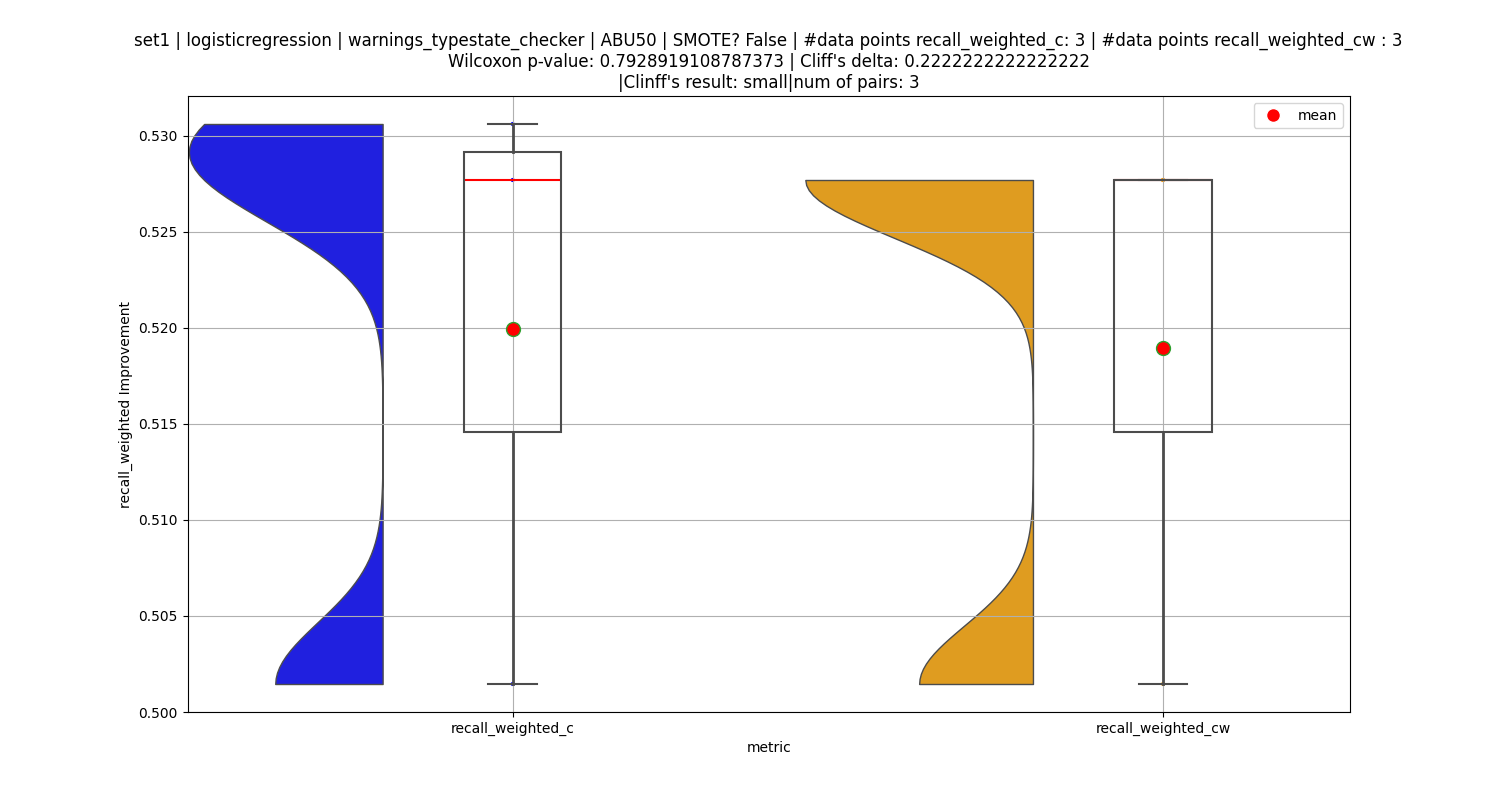 set1 | logisticregression | warnings_typestate_checker | ABU50 | SMOTE? False | #data points recall_weighted_c: 3 | #data points recall_weighted_cw : 3
Wilcoxon p-value: 0.7928919108787373 | Cliff's delta: 0.2222222222222222
|Clinff's result: small|num of pairs: 3
mean
0.530
0.525
0.520
0.515
0.510
0.505
0.500
recall_weighted Improvement
recall_weighted_c
recall_weighted_cw
metric